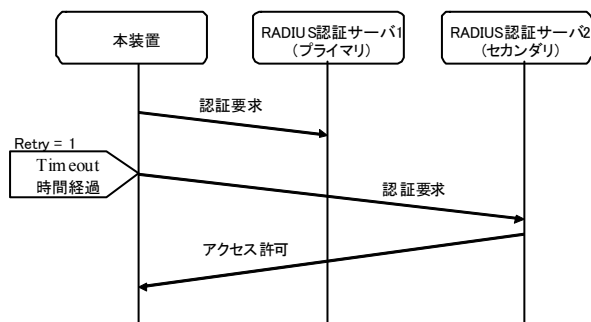 本装置
RADIUS認証サーバ1
(プライマリ)
RADIUS認証サーバ2
(セカンダリ)
認証要求
Retry = 1
Timeout
時間経過
認証要求
アクセス許可